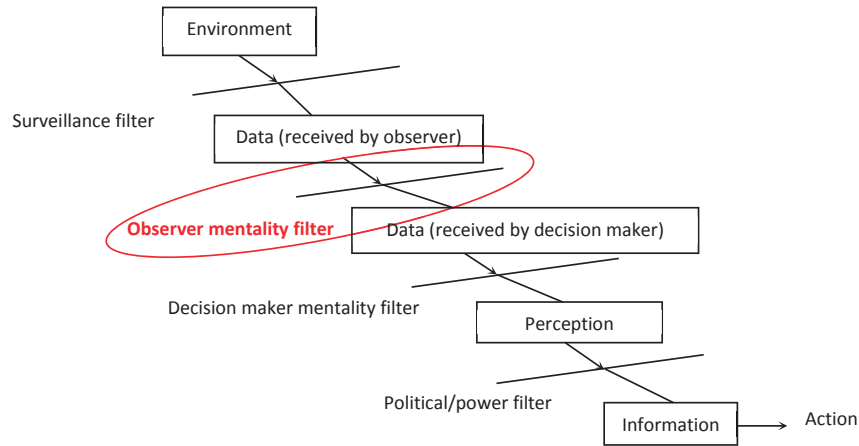 Environment
Surveillance filter
Data (received by observer)
Observer mentality filter
Data (received by decision maker)
Decision maker mentality filter
Perception
Political/power filter
Information
Action